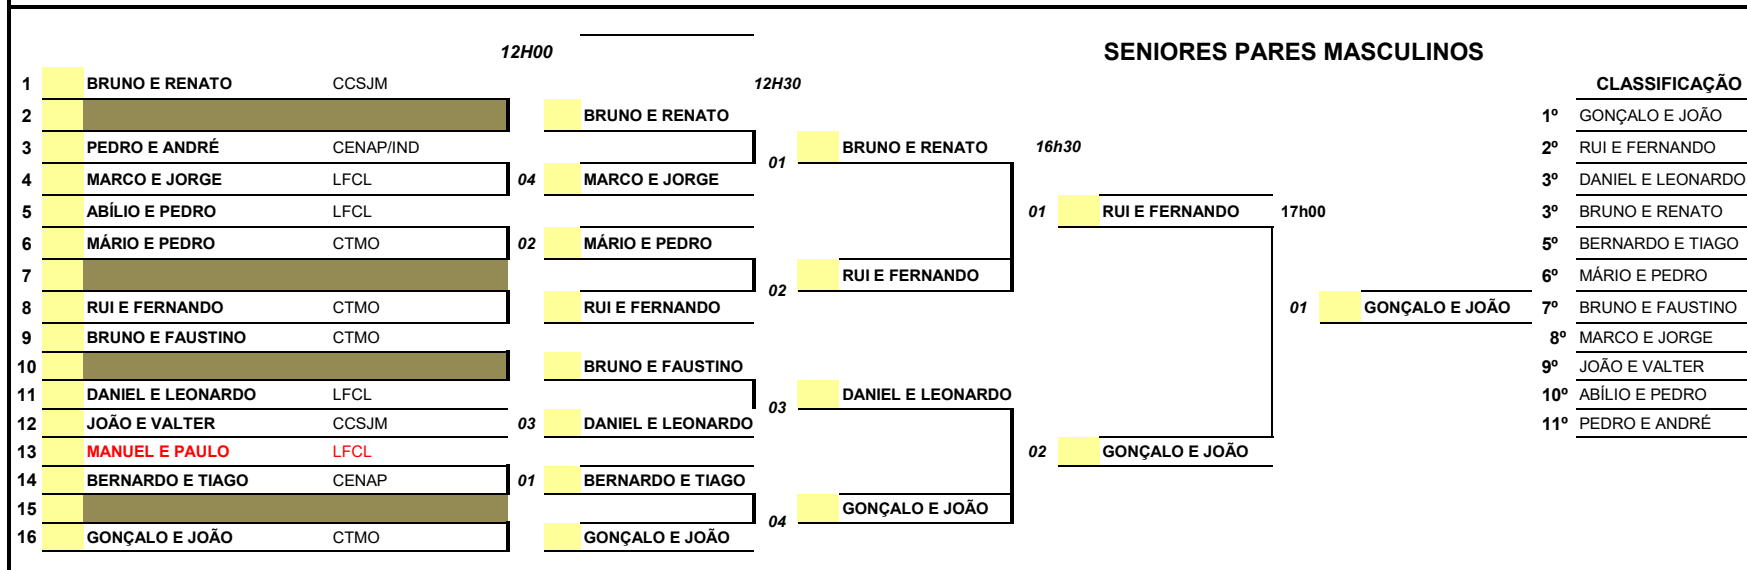 12H00 SENIORES PARES MASCULINOS
1 BRUNO E RENATO CCSJM 12H30 CLASSIFICAÇÃO
2 BRUNO E RENATO 1º GONÇALO E JOÃO
3 PEDRO E ANDRÉ CENAP/IND 01 BRUNO E RENATO 16h30 2º RUI E FERNANDO
4 MARCO E JORGE LFCL 04 MARCO E JORGE 3º DANIEL E LEONARDO
5 ABÍLIO E PEDRO LFCL 01 RUI E FERNANDO 17h00 3º BRUNO E RENATO
6 MÁRIO E PEDRO CTMO 02 MÁRIO E PEDRO 5º BERNARDO E TIAGO
7 02 RUI E FERNANDO 6º MÁRIO E PEDRO
8 RUI E FERNANDO CTMO RUI E FERNANDO 01 GONÇALO E JOÃO 7º BRUNO E FAUSTINO
9 BRUNO E FAUSTINO CTMO 8º MARCO E JORGE
10 BRUNO E FAUSTINO 9º JOÃO E VALTER
11 DANIEL E LEONARDO LFCL 03 DANIEL E LEONARDO 10º ABÍLIO E PEDRO
12 JOÃO E VALTER CCSJM 03 DANIEL E LEONARDO 11º PEDRO E ANDRÉ
13 MANUEL E PAULO LFCL 02 GONÇALO E JOÃO
14 BERNARDO E TIAGO CENAP 01 BERNARDO E TIAGO
15 04 GONÇALO E JOÃO
16 GONÇALO E JOÃO CTMO GONÇALO E JOÃO